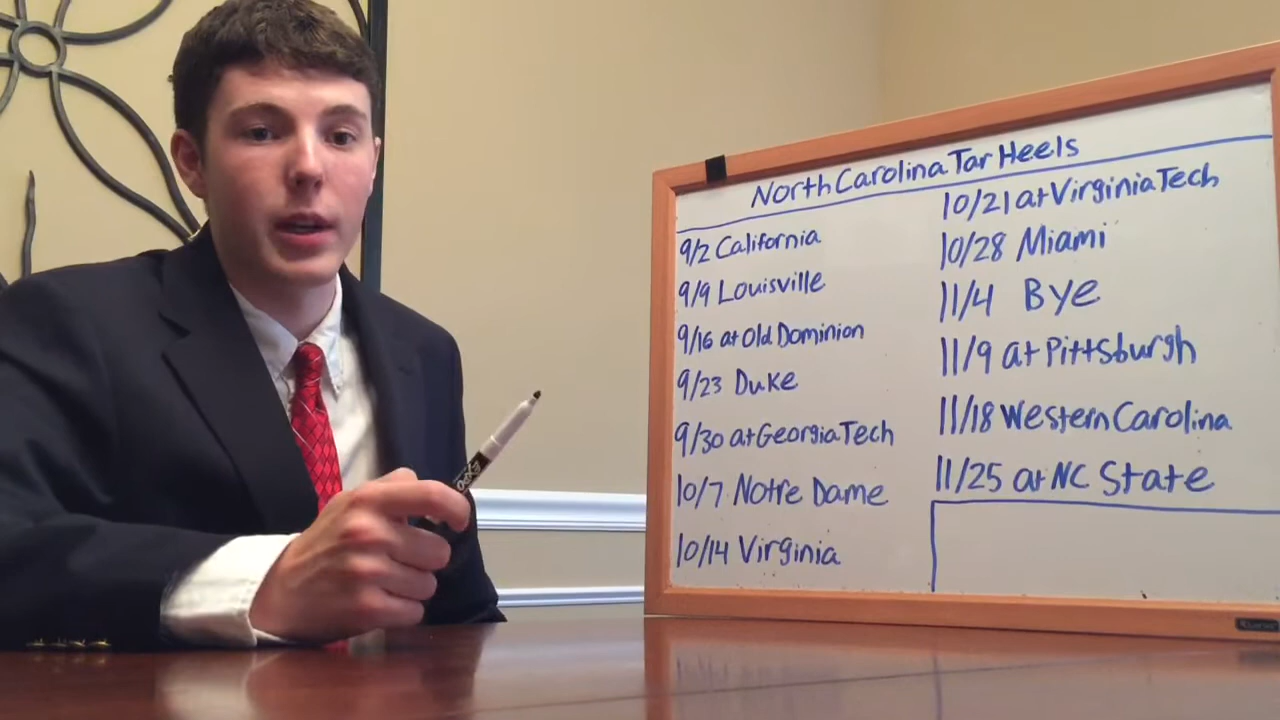 North Carolina Tar Heels
9/2 California
9/9 Louisville
9/16 at Old Dominion
9/23 Duke
9/30 at Georgia Tech
10/7 Notre Dame
10/14 Virginia
10/21 at Virginia Tech
10/28 Miami
11/4 Bye
11/9 at Pittsburgh
11/18 Western Carolina
11/25 at NC State
EXPO